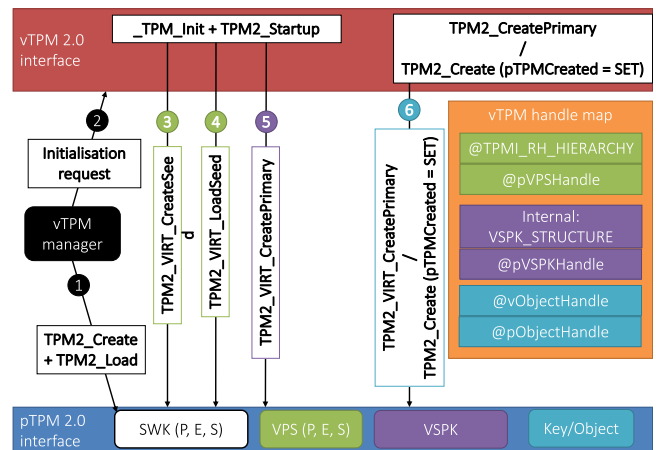 vTPM 2.0
interface
_TPM_Init + TPM2_Startup
TPM2_CreatePrimary
/
TPM2_Create (pTPMCreated = SET)
2
3
4
5
6
Initialisation
request
vTPM
manager
1
TPM2_Create
+ TPM2_Load
TPM2_VIRT_CreateSee
d
TPM2_VIRT_LoadSeed
TPM2_VIRT_CreatePrimary
TPM2_VIRT_CreatePrimary
/
TPM2_Create (pTPMCreated = SET)
vTPM handle map
@TPMI_RH_HIERARCHY
@pVPSHandle
Internal:
VSPK_STRUCTURE
@pVSPKHandle
@vObjectHandle
@pObjectHandle
pTPM 2.0
interface
SWK (P, E, S)
VPS (P, E, S)
VSPK
Key/Object